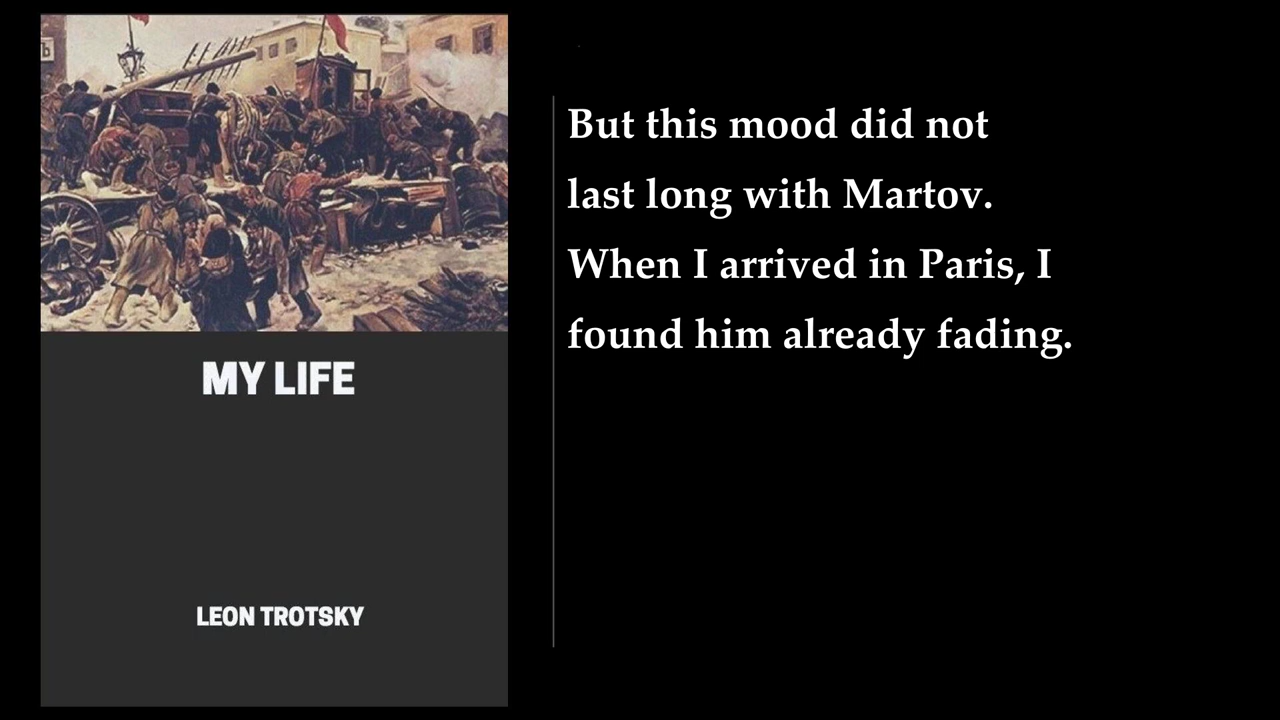 MY LIFE
LEON TROTSKY
But this mood did not
last long with Martov.
When I arrived in Paris, I
found him already fading.